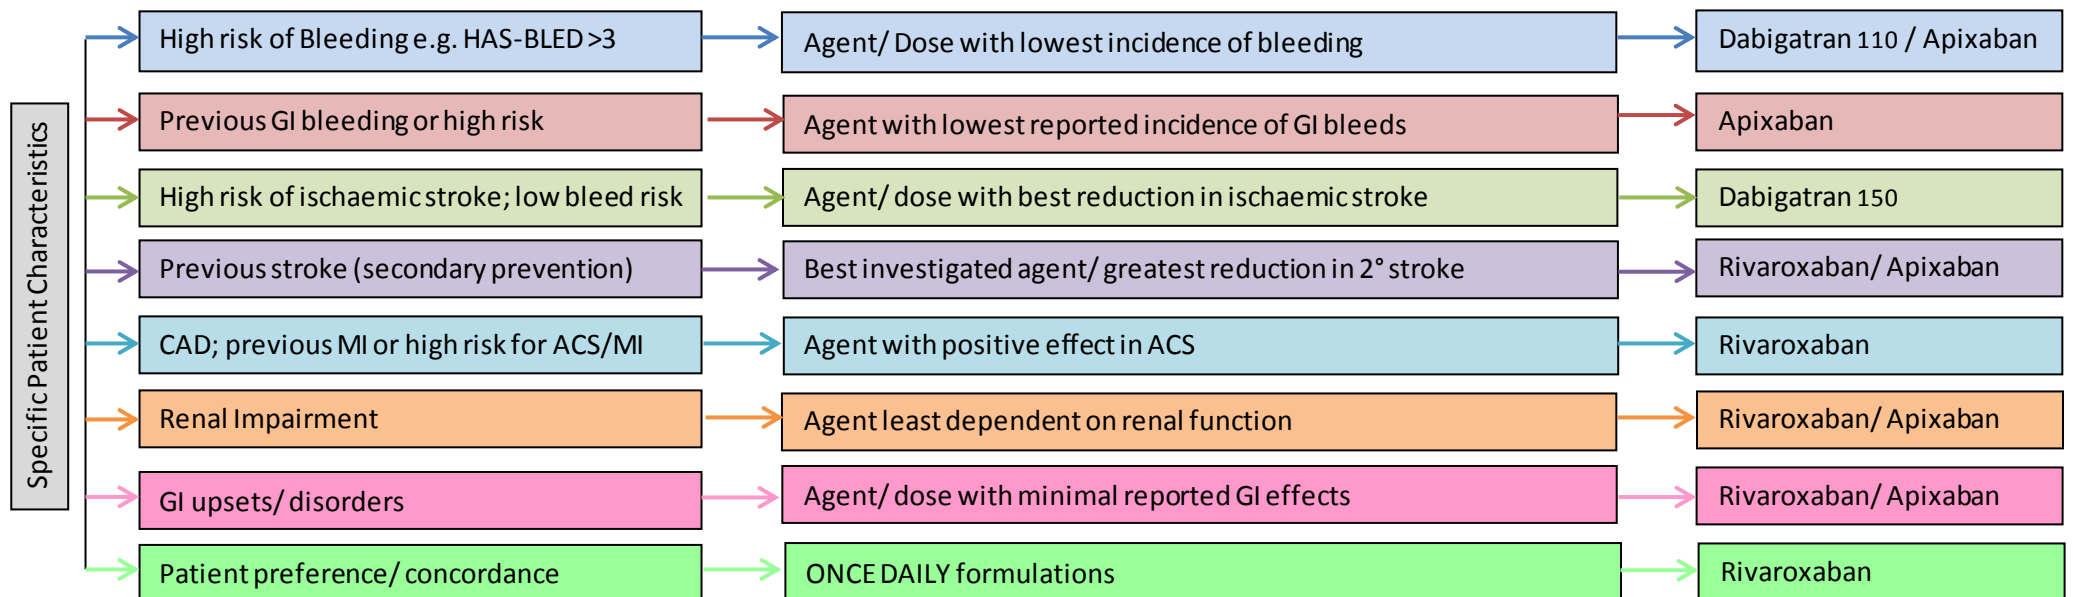 Specific Patient Characteristics
High risk of Bleeding e.g. HAS-BLED >3
Agent/ Dose with lowest incidence of bleeding
Dabigatran 110 / Apixaban
Previous GI bleeding or high risk
Agent with lowest reported incidence of GI bleeds
Apixaban
High risk of ischaemic stroke; low bleed risk
Agent/ dose with best reduction in ischaemic stroke
Dabigatran 150
Previous stroke (secondary prevention)
Best investigated agent/ greatest reduction in 2° stroke
Rivaroxaban/ Apixaban
CAD; previous MI or high risk for ACS/MI
Agent with positive effect in ACS
Rivaroxaban
Renal Impairment
Agent least dependent on renal function
Rivaroxaban/ Apixaban
GI upsets/ disorders
Agent/ dose with minimal reported GI effects
Rivaroxaban/ Apixaban
Patient preference/ concordance
ONCE DAILY formulations
Rivaroxaban